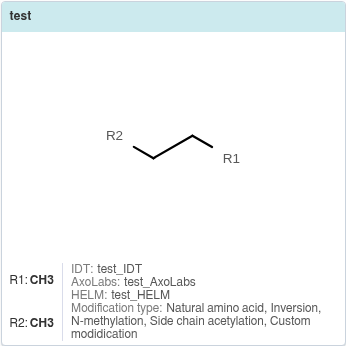 test
R2
R1
R1: CH3
R2: CH3
IDT: test_IDT
AxoLabs: test_AxoLabs
HELM: test_HELM
Modification type: Natural amino acid, Inversion,
N-methylation, Side chain acetylation, Custom
modidication